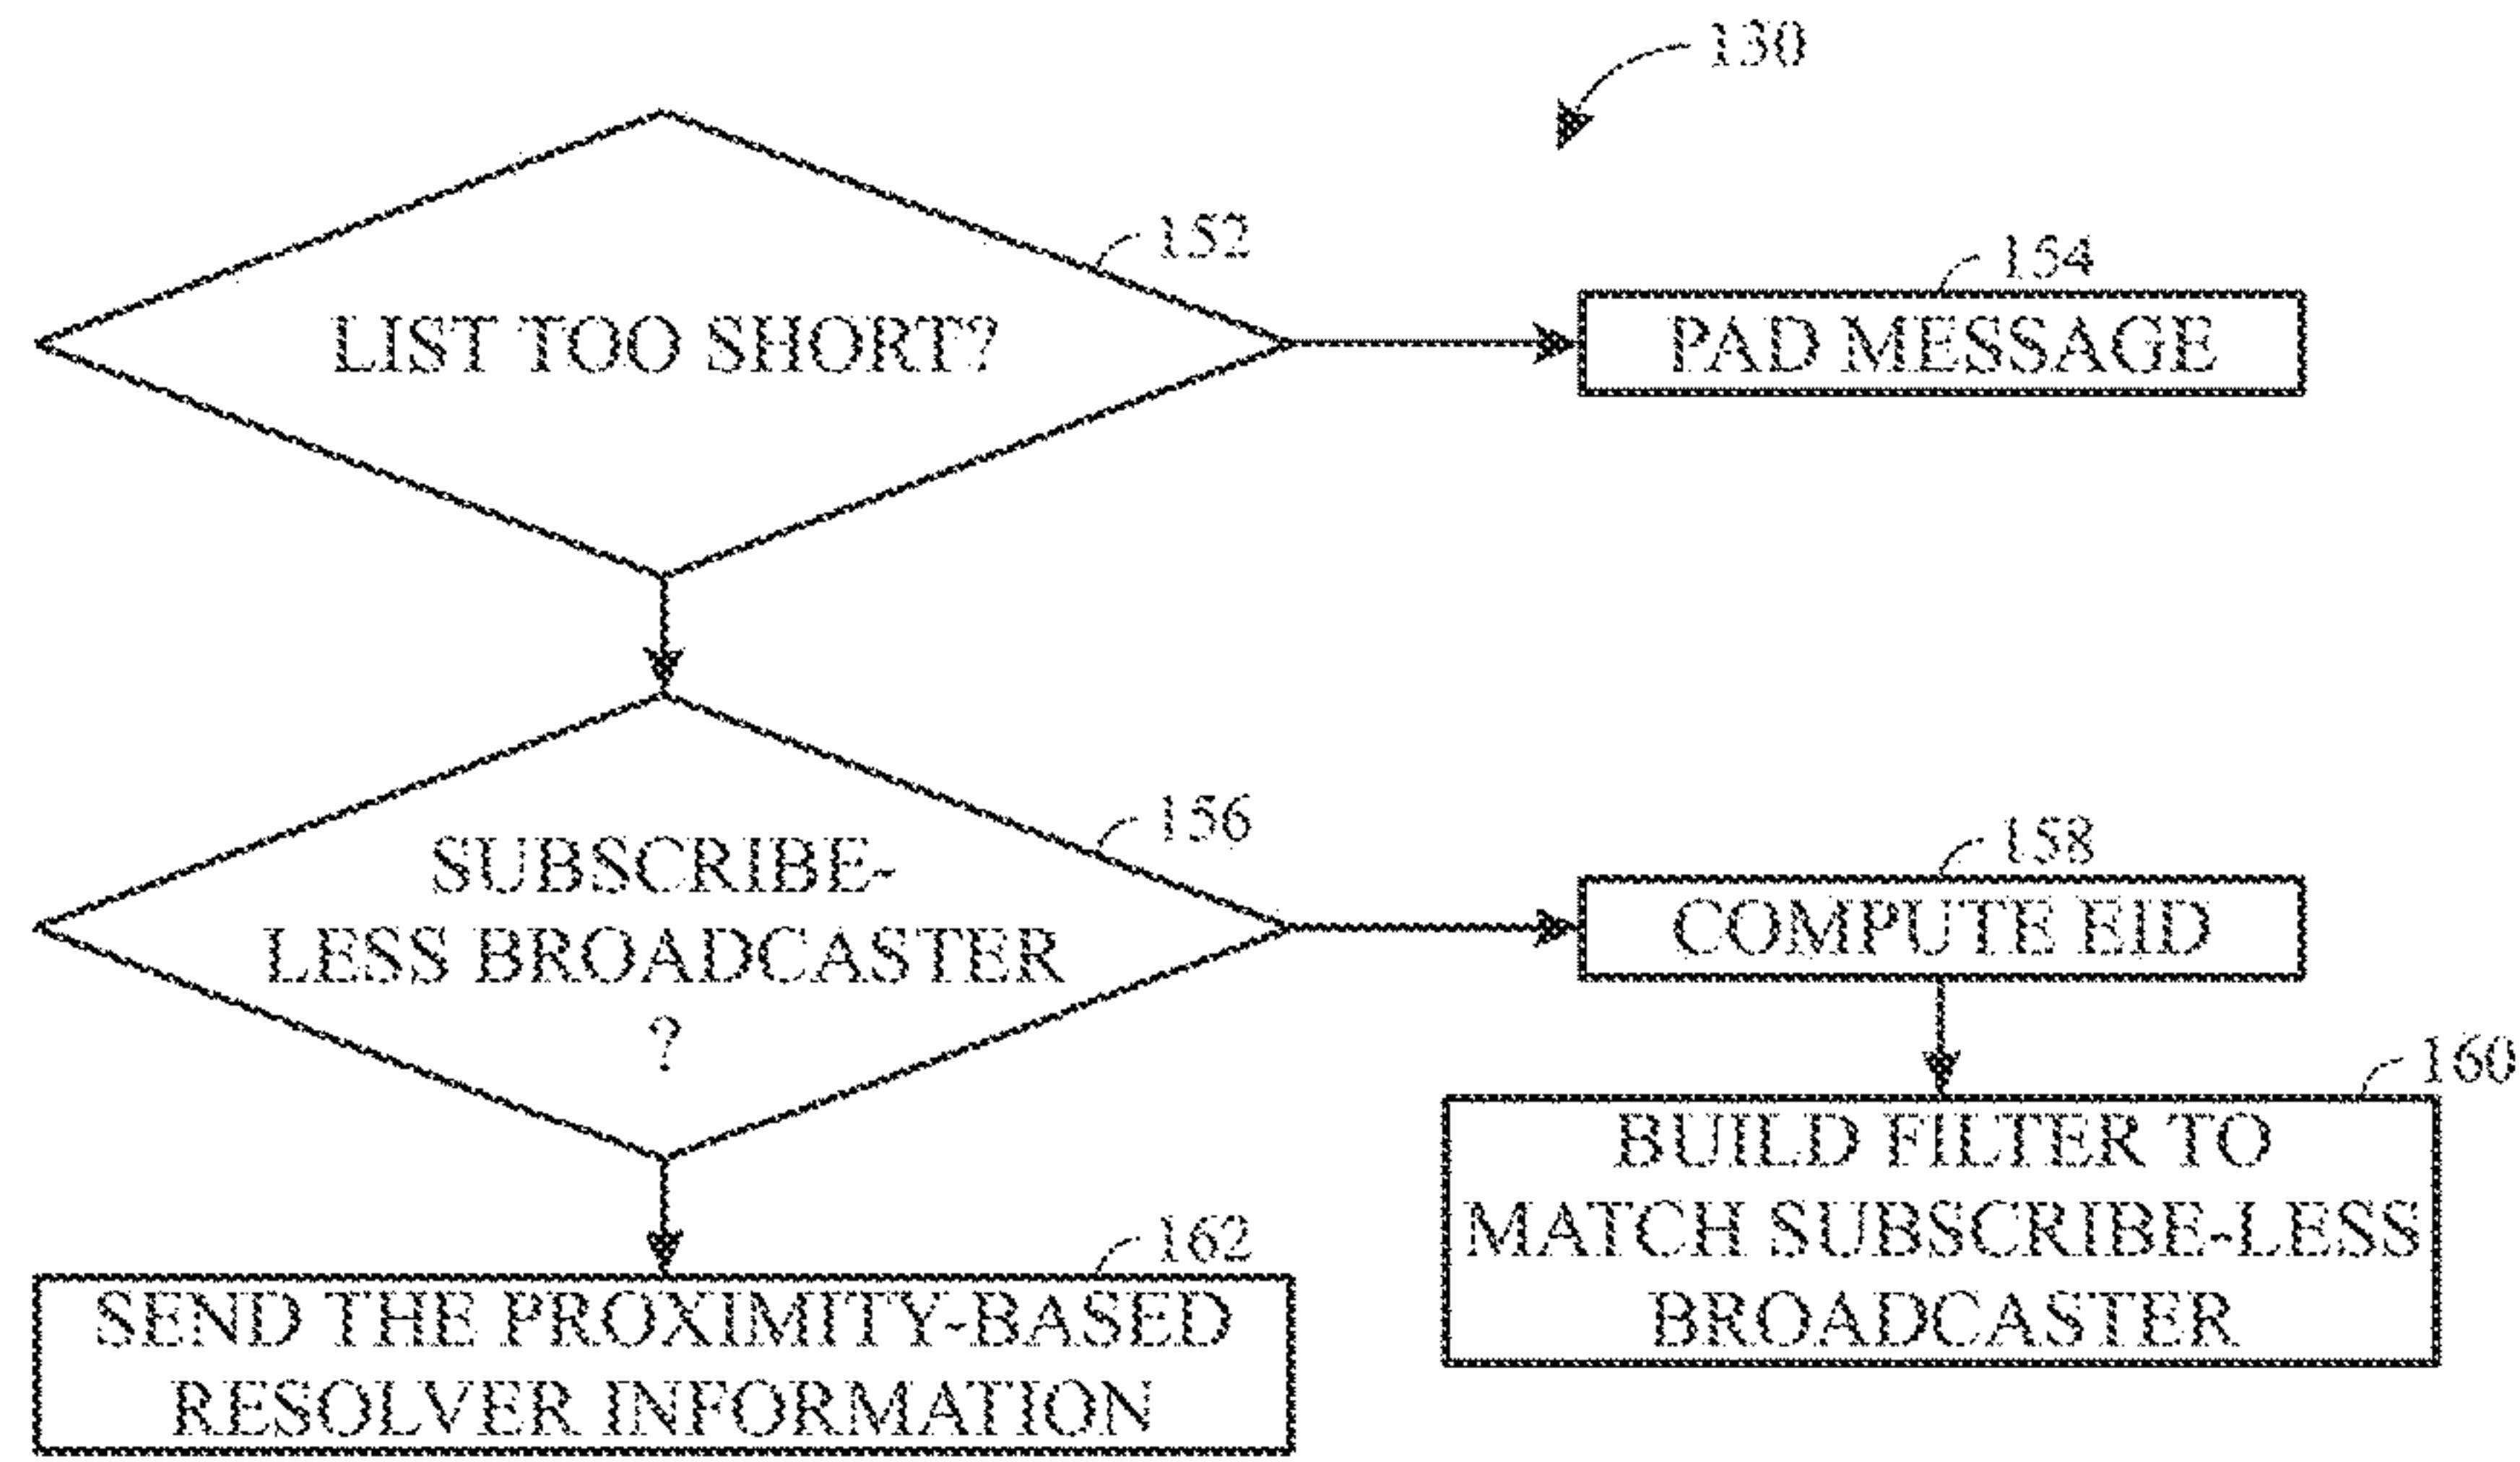 130
152
LIST TOO SHORT?
154
PAD MESSAGE
156
SUBSCRIBE-
LESS BROADCASTER
?
158
COMPUTE EID
160
BUILD FILTER TO
MATCH SUBSCRIBE-LESS
BROADCASTER
162
SEND THE PROXIMITY-BASED
RESOLVER INFORMATION